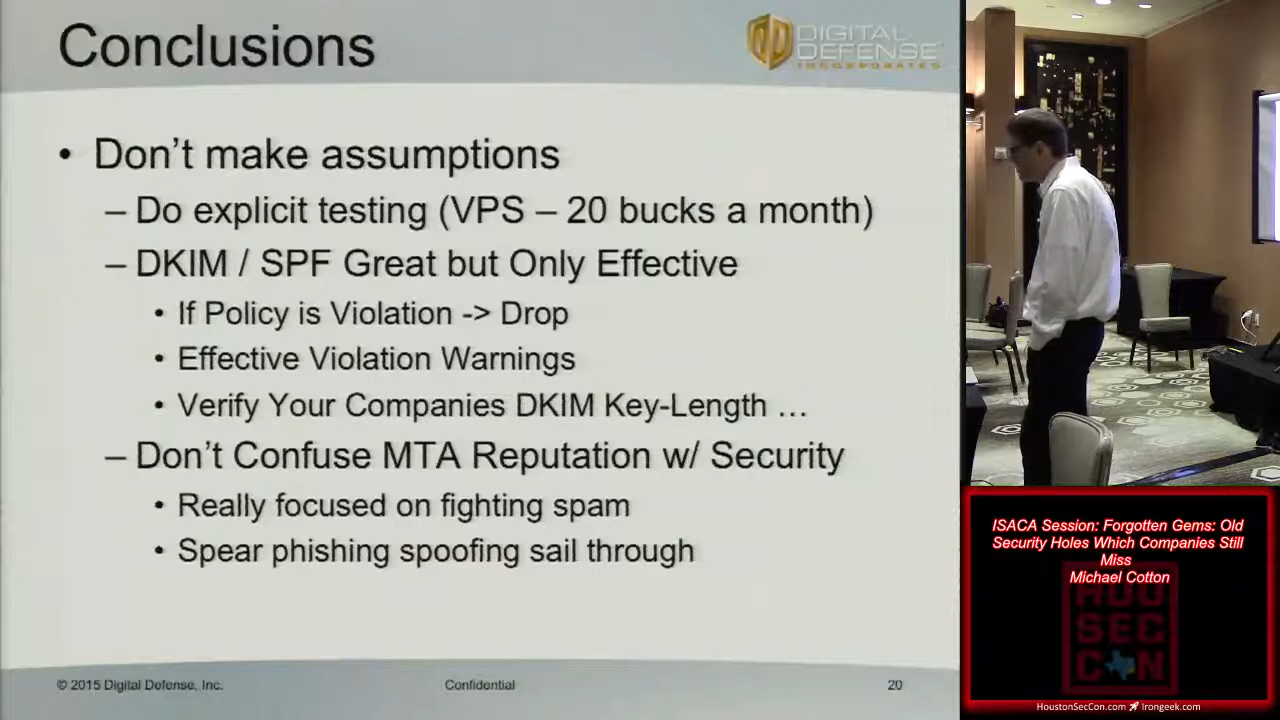 Conclusions
DIGITAL
DEFENSE
INCORPORATED
• Don't make assumptions
– Do explicit testing (VPS – 20 bucks a month)
– DKIM / SPF Great but Only Effective
• If Policy is Violation -> Drop
• Effective Violation Warnings
• Verify Your Companies DKIM Key-Length …
– Don't Confuse MTA Reputation w/ Security
• Really focused on fighting spam
• Spear phishing spoofing sail through
© 2015 Digital Defense, Inc.
Confidential
20
ISACA Session: Forgotten Gems: Old
Security Holes Which Companies Still
Miss
Michael Cotton
HOU
SEC
CON
HoustonSecCon.com
Irongeek.com